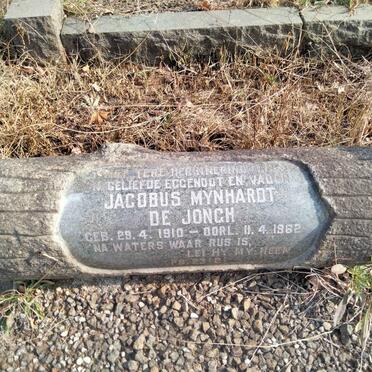 TER HERINNERING
GELIEFDE EGGENOOT EN VADER
JACOBUS MYNHARDT
DE JONGH
GEB. 29. 4. 1910 — OORL. 11. 4. 1962
NA WATERS WAAR RUS IS,
LEI HY MY HEEN